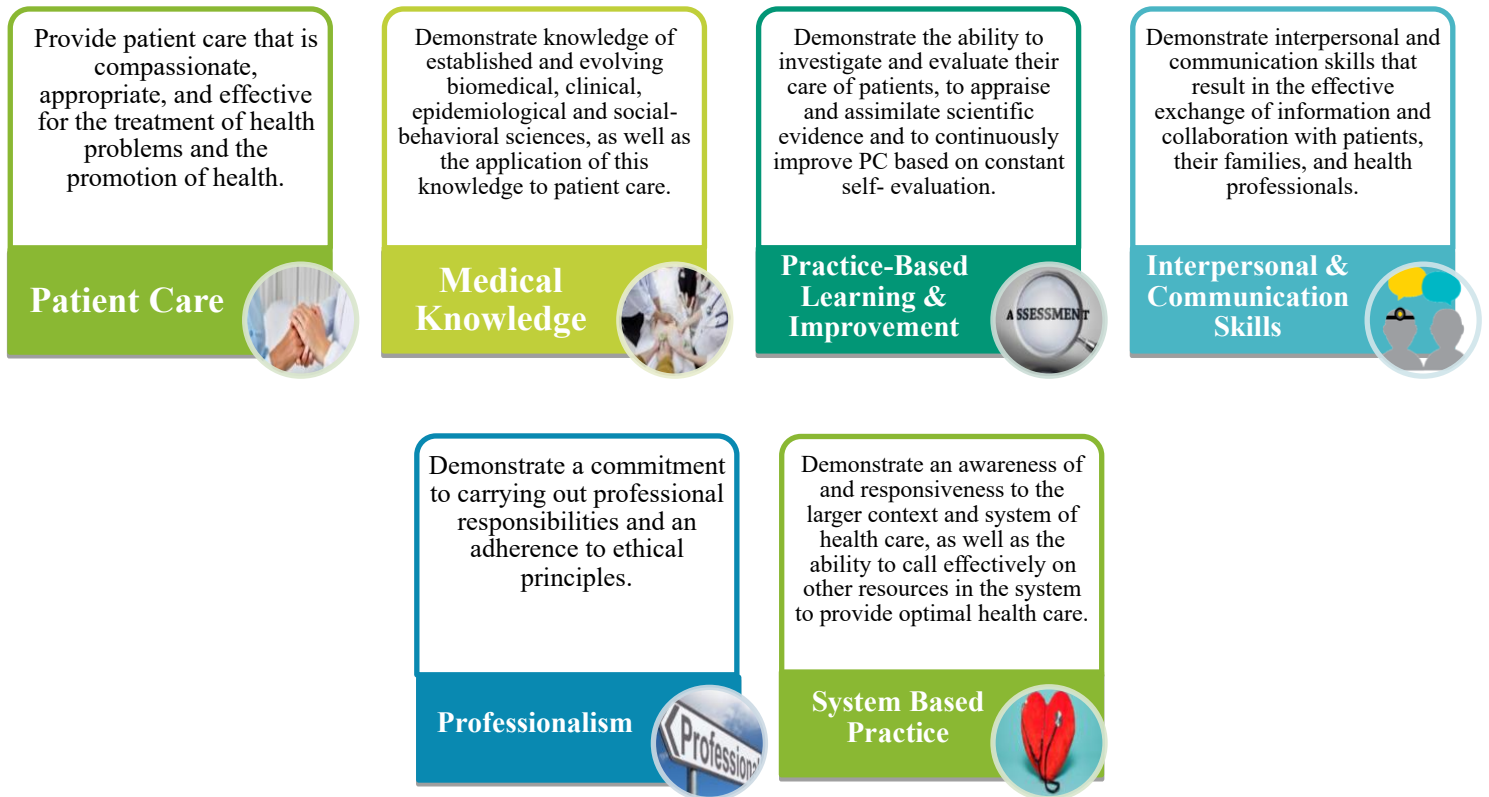 Provide patient care that is
compassionate,
appropriate, and effective
for the treatment of health
problems and the
promotion of health.
Patient Care
Demonstrate knowledge of
established and evolving
biomedical, clinical,
epidemiological and social-
behavioral sciences, as well as
the application of this
knowledge to patient care.
Medical
Knowledge
Demonstrate the ability to
investigate and evaluate their
care of patients, to appraise
and assimilate scientific
evidence and to continuously
improve PC based on constant
self- evaluation.
Practice-Based
Learning &
Improvement
ASSESSMENT
Demonstrate interpersonal and
communication skills that
result in the effective
exchange of information and
collaboration with patients,
their families, and health
professionals.
Interpersonal &
Communication
Skills
Demonstrate a commitment
to carrying out professional
responsibilities and an
adherence to ethical
principles.
Professionalism
Profession
Demonstrate an awareness of
and responsiveness to the
larger context and system of
health care, as well as the
ability to call effectively on
other resources in the system
to provide optimal health care.
System Based
Practice